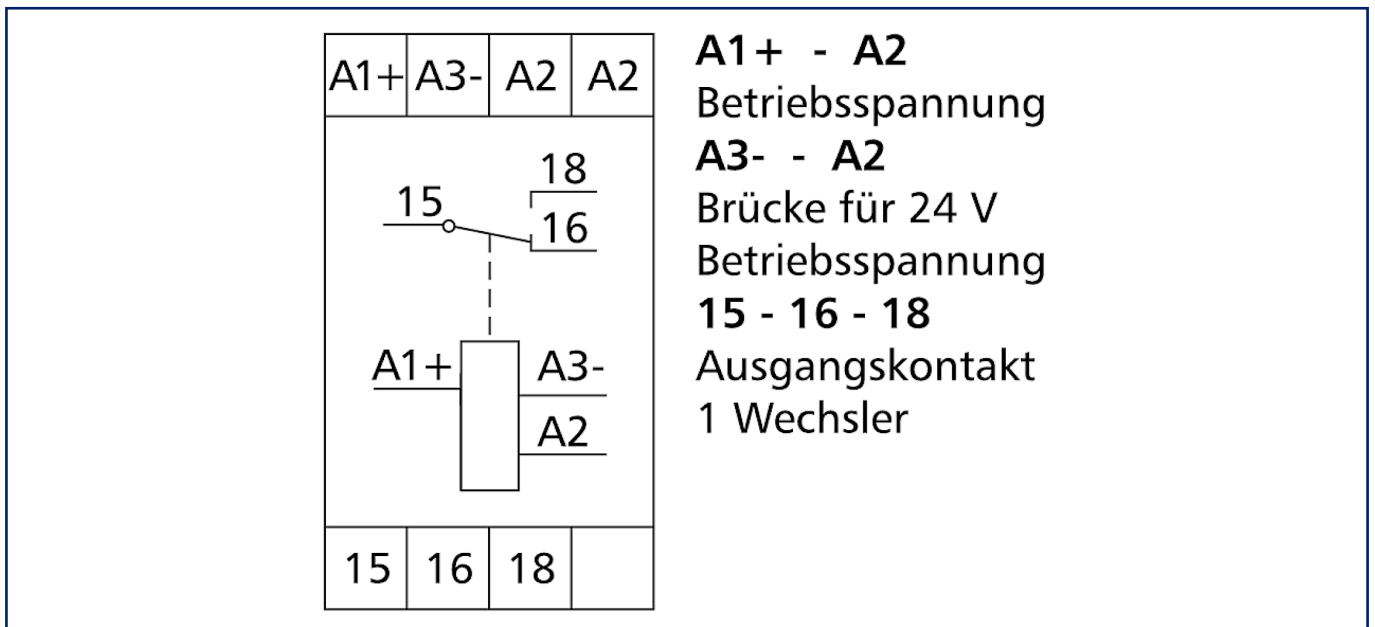 A1+ A3- A2 A2
18
15
16
A1+ A3-
A2
15 16 18
A1+ - A2
Betriebsspannung
A3- - A2
Brücke für 24 V
Betriebsspannung
15 - 16 - 18
Ausgangskontakt
1 Wechsler